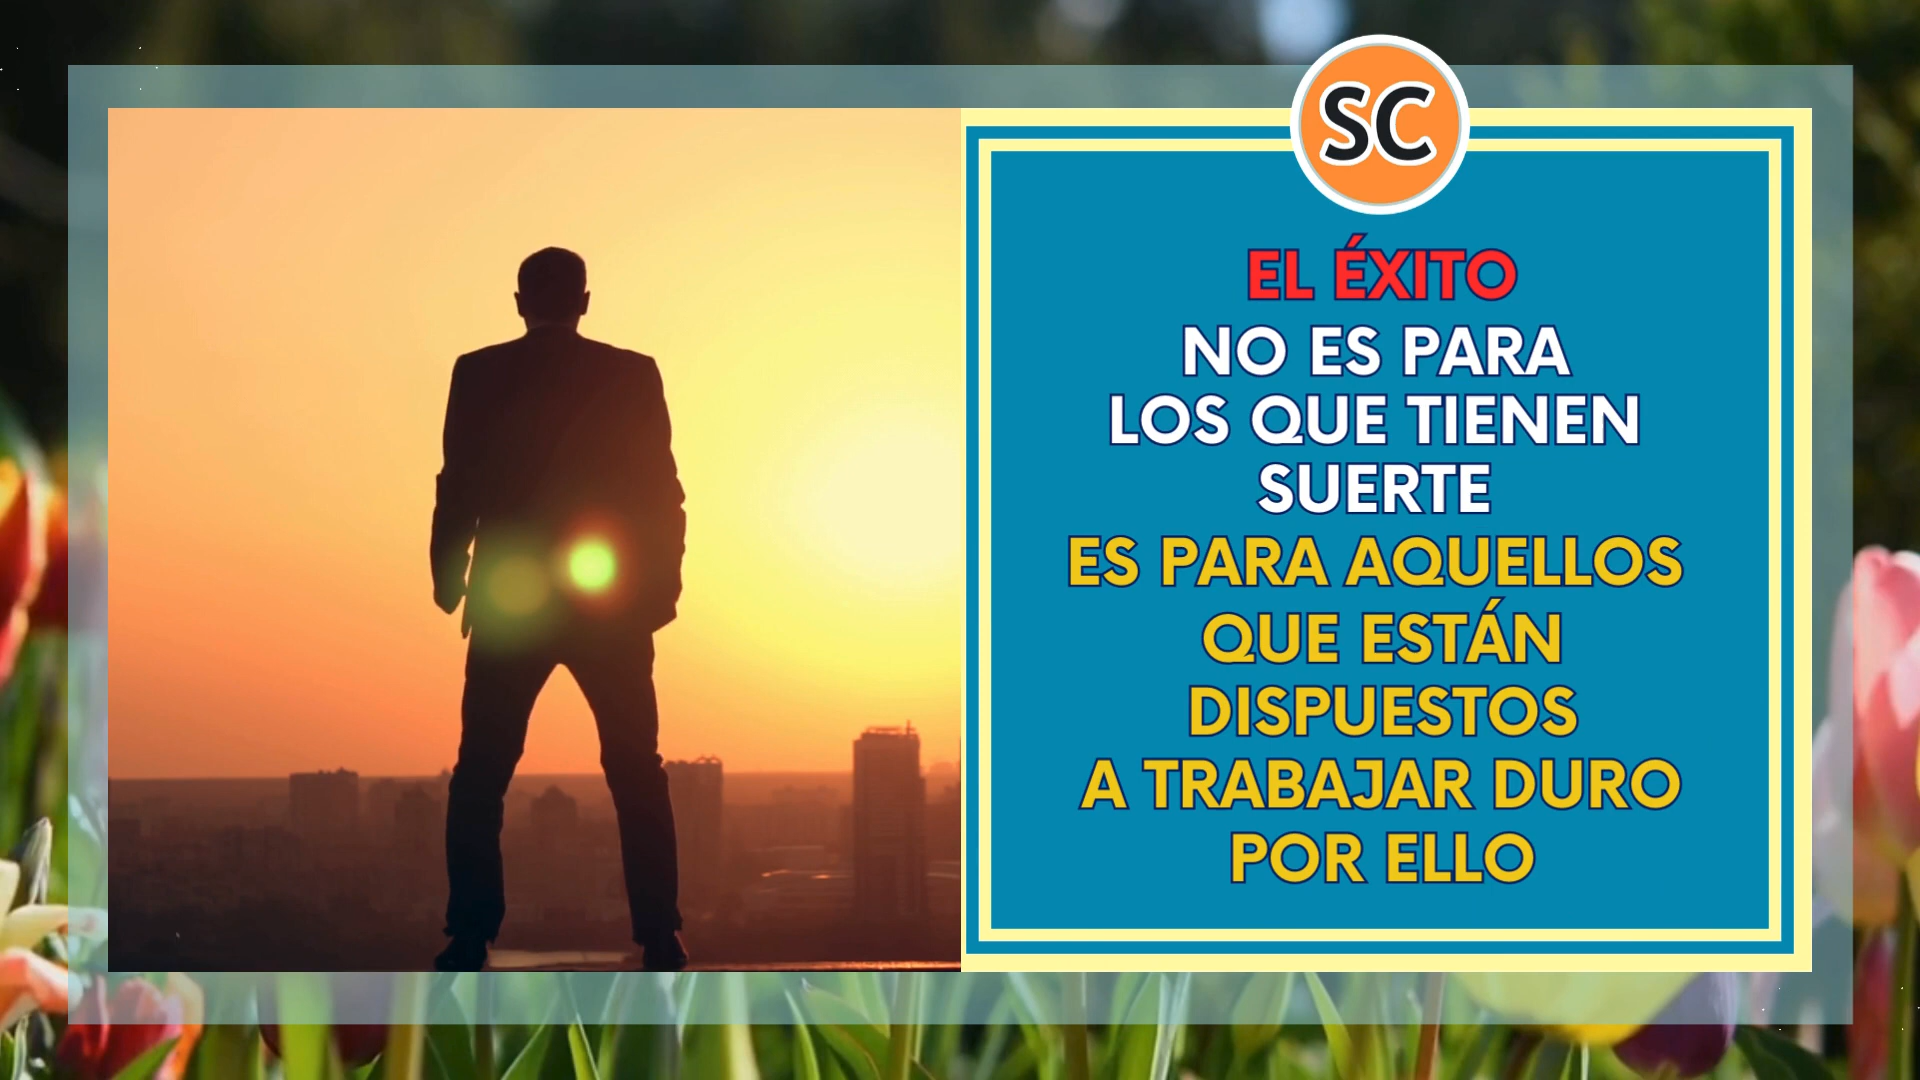 SC
EL ÉXITO
NO ES PARA
LOS QUE TIENEN
SUERTE
ES PARA AQUELLOS
QUE ESTÁN
DISPUESTOS
A TRABAJAR DURO
POR ELLO